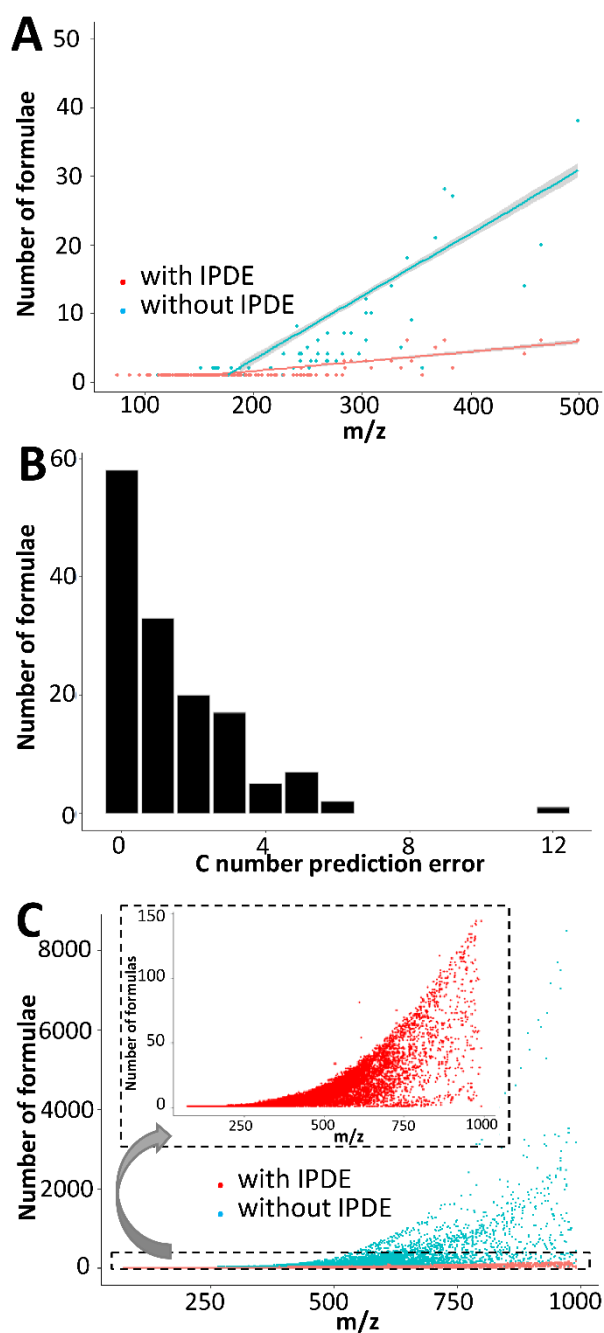 A
50
40
30
20
10
0
Number of formulae
with IPDE
without IPDE
100
200
300
400
500
m/z
B
60
40
20
0
Number of formulae
0
4
8
12
C number prediction error
C
8000
6000
4000
2000
0
Number of formulae
150
100
50
0
Number of formulas
250
500
750
1000
m/z
with IPDE
without IPDE
250
500
750
1000
m/z